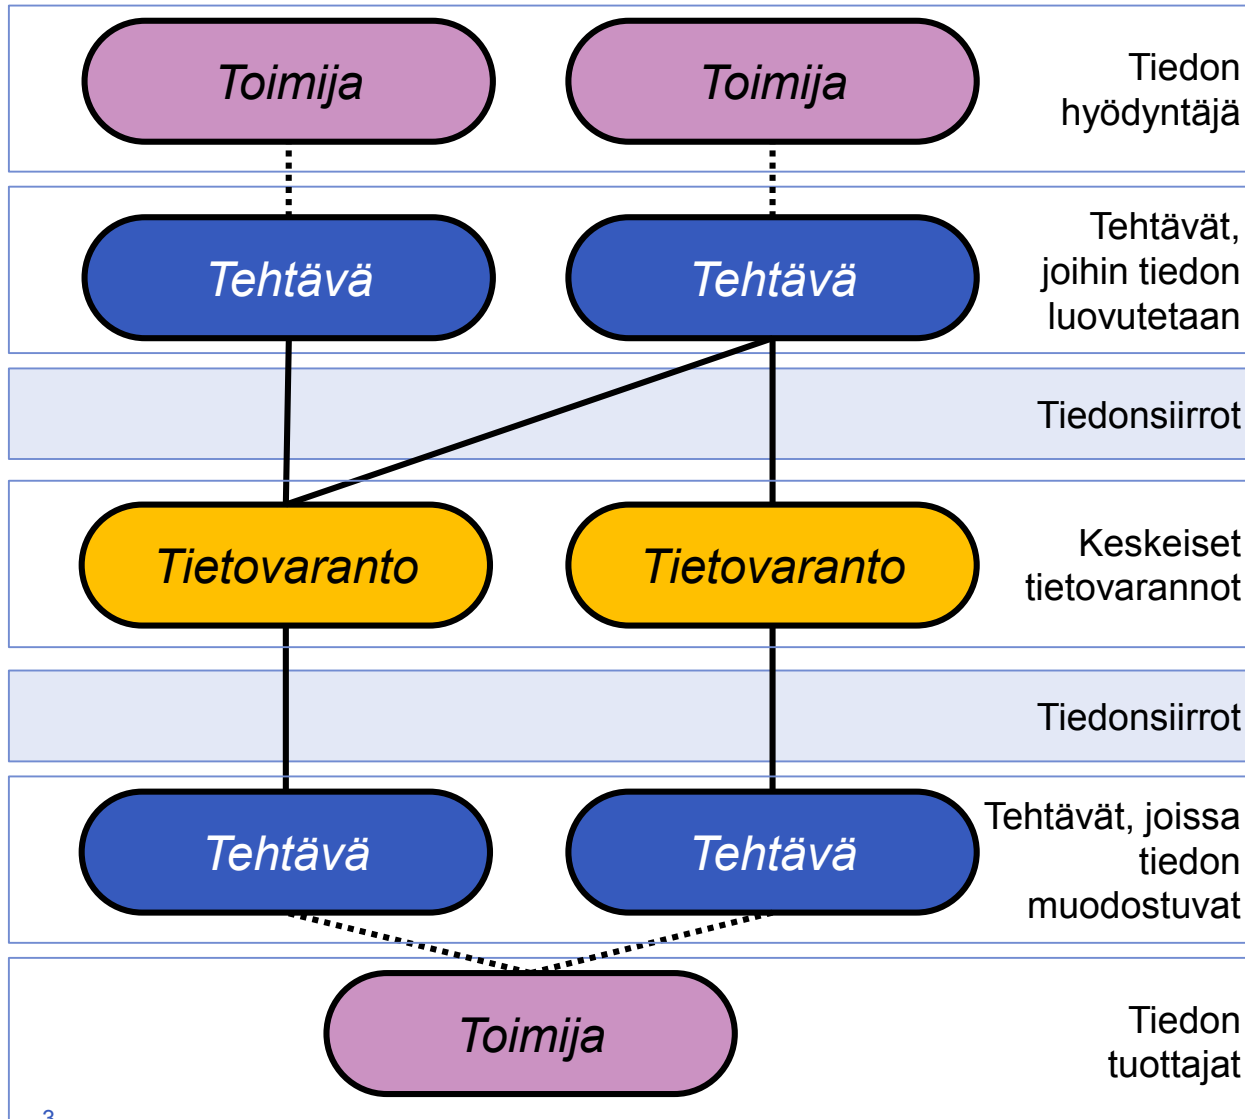 Toimija
Toimija
Tiedon
hyödyntäjä
Tehtävä
Tehtävä
Tehtävät,
joihin tiedon
luovutetaan
Tiedonsiirrot
Tietovaranto
Tietovaranto
Keskeiset
tietovarannot
Tiedonsiirrot
Tehtävä
Tehtävä
Tehtävät, joissa
tiedon
muodostuvat
Toimija
Tiedon
tuottajat
3